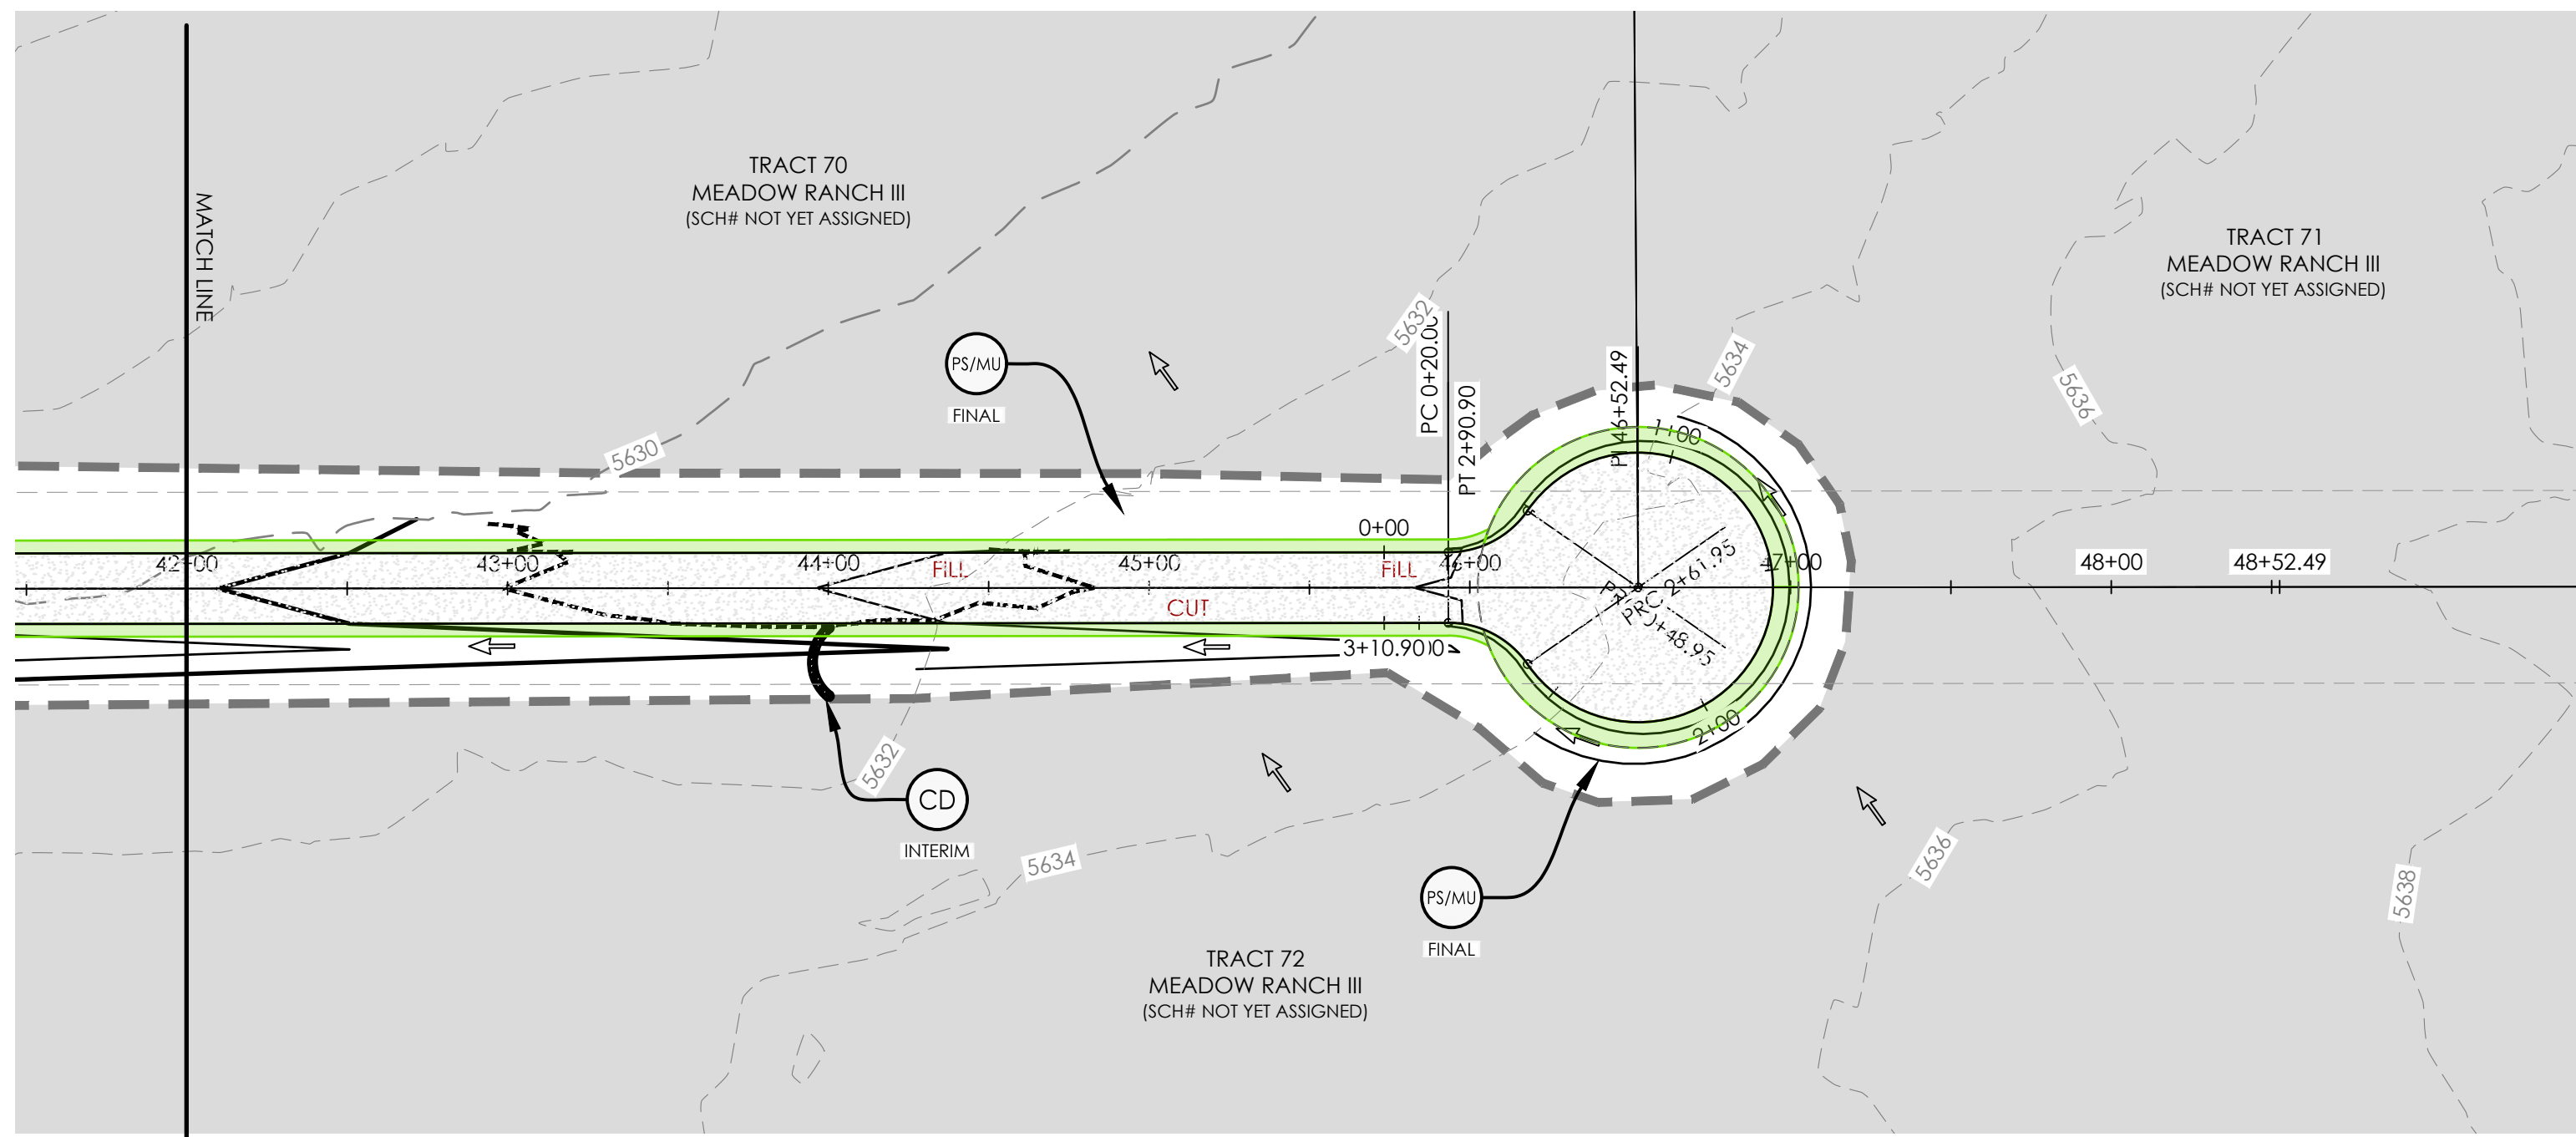 TRACT 70
MEADOW RANCH III
(SCH# NOT YET ASSIGNED)
MATCH LINE
TRACT 71
MEADOW RANCH III
(SCH# NOT YET ASSIGNED)
5632
PC 0+20.00
PT 2+90.90
PI 46+52.49
5634
5636
PS/MU
FINAL
5630
1+00
0+00
42+00
43+00
44+00
FILL
45+00
FILL
46+00
47+00
48+00
48+52.49
CUT
PRC 2+61.95
0+48.95
3+10.90
2+00
5632
CD
INTERIM
5634
5636
5638
PS/MU
FINAL
TRACT 72
MEADOW RANCH III
(SCH# NOT YET ASSIGNED)